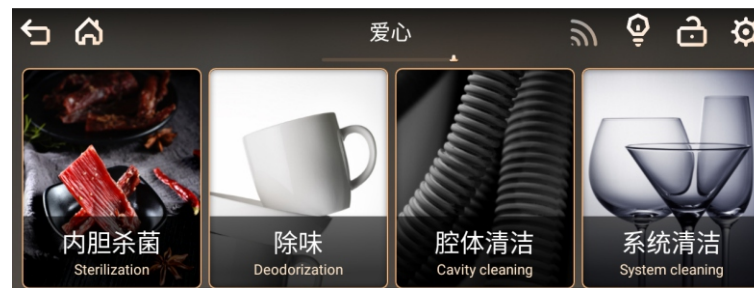 爱心
内胆杀菌
Sterilization
除味
Deodorization
腔体清洁
Cavity cleaning
系统清洁
System cleaning